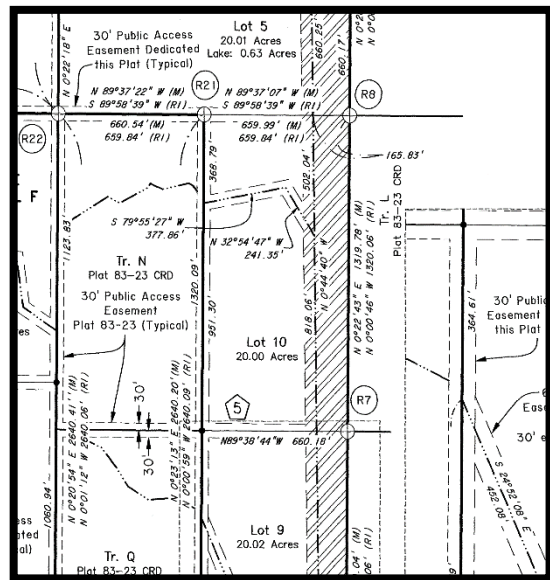 Lot 5
20.01 Acres
Lake: 0.63 Acres
30' Public Access
Easement Dedicated
this Plat (Typical)
N 0°22'18" E
660.25'
660.17'
N 89°37'22" W (M)
S 89°58'39" W (R1)
R21
N 89°37'07" W (M)
S 89°58'39" W (R1)
R8
R22
660.54' (M)
659.84' (R1)
659.99' (M)
659.84' (R1)
368.79'
502.04'
165.83'
L F
S 79°55'27" W
377.86'
N 32°54'47" W
241.35'
1123.83'
1320.09'
Tr. N
Plat 83-23 CRD
30' Public Access
Easement
Plat 83-23 (Typical)
951.30'
818.06'
N 0°44'40" W
N 0°22'43" E 1319.78' (M)
N 0°00'46" W 1320.06' (R1)
Tr. L
Plat 83-23 CRD
364.61'
30' Publ
Easement
this Plat
Lot 10
20.00 Acres
30'
30'
5
R7
N89°38'44"W 660.18'
N 0°20'54" E 2640.41' (M)
N 0°01'12" W 2640.06' (R1)
N 0°23'13" E 2640.20' (M)
N 0°00'59" W 2640.09' (R1)
Ease
30' e
S 24°52'08" E
452.08'
1060.94'
Lot 9
20.02 Acres
Tr. Q
Plat 83-23 CRD
.04' (M)
06' (R1)